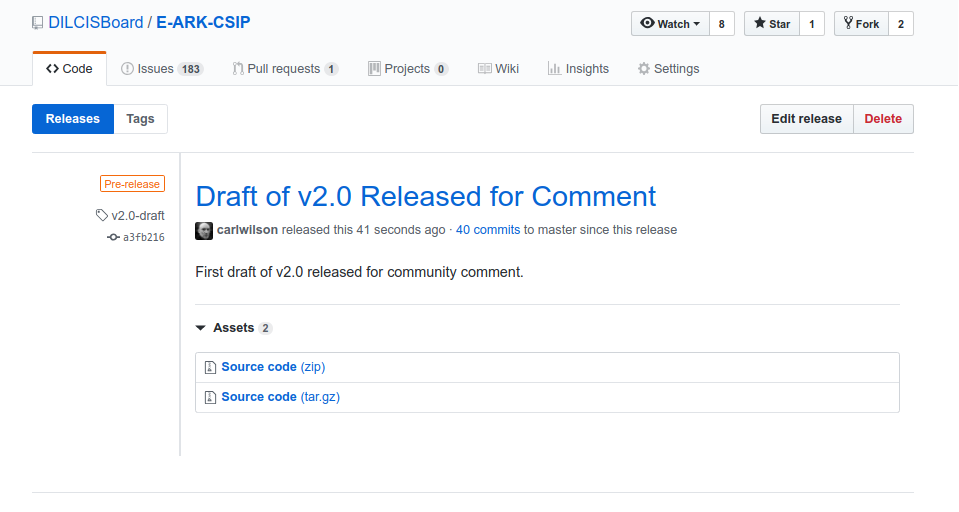 DILCISBoard / E-ARK-CSIP
Watch 8 Star 1 Fork 2
Code Issues 183 Pull requests 1 Projects 0 Wiki Insights Settings
Releases Tags Edit release Delete
Pre-release
v2.0-draft
a3fb216
Draft of v2.0 Released for Comment
carlwilson released this 41 seconds ago · 40 commits to master since this release
First draft of v2.0 released for community comment.
Assets 2
Source code (zip)
Source code (tar.gz)